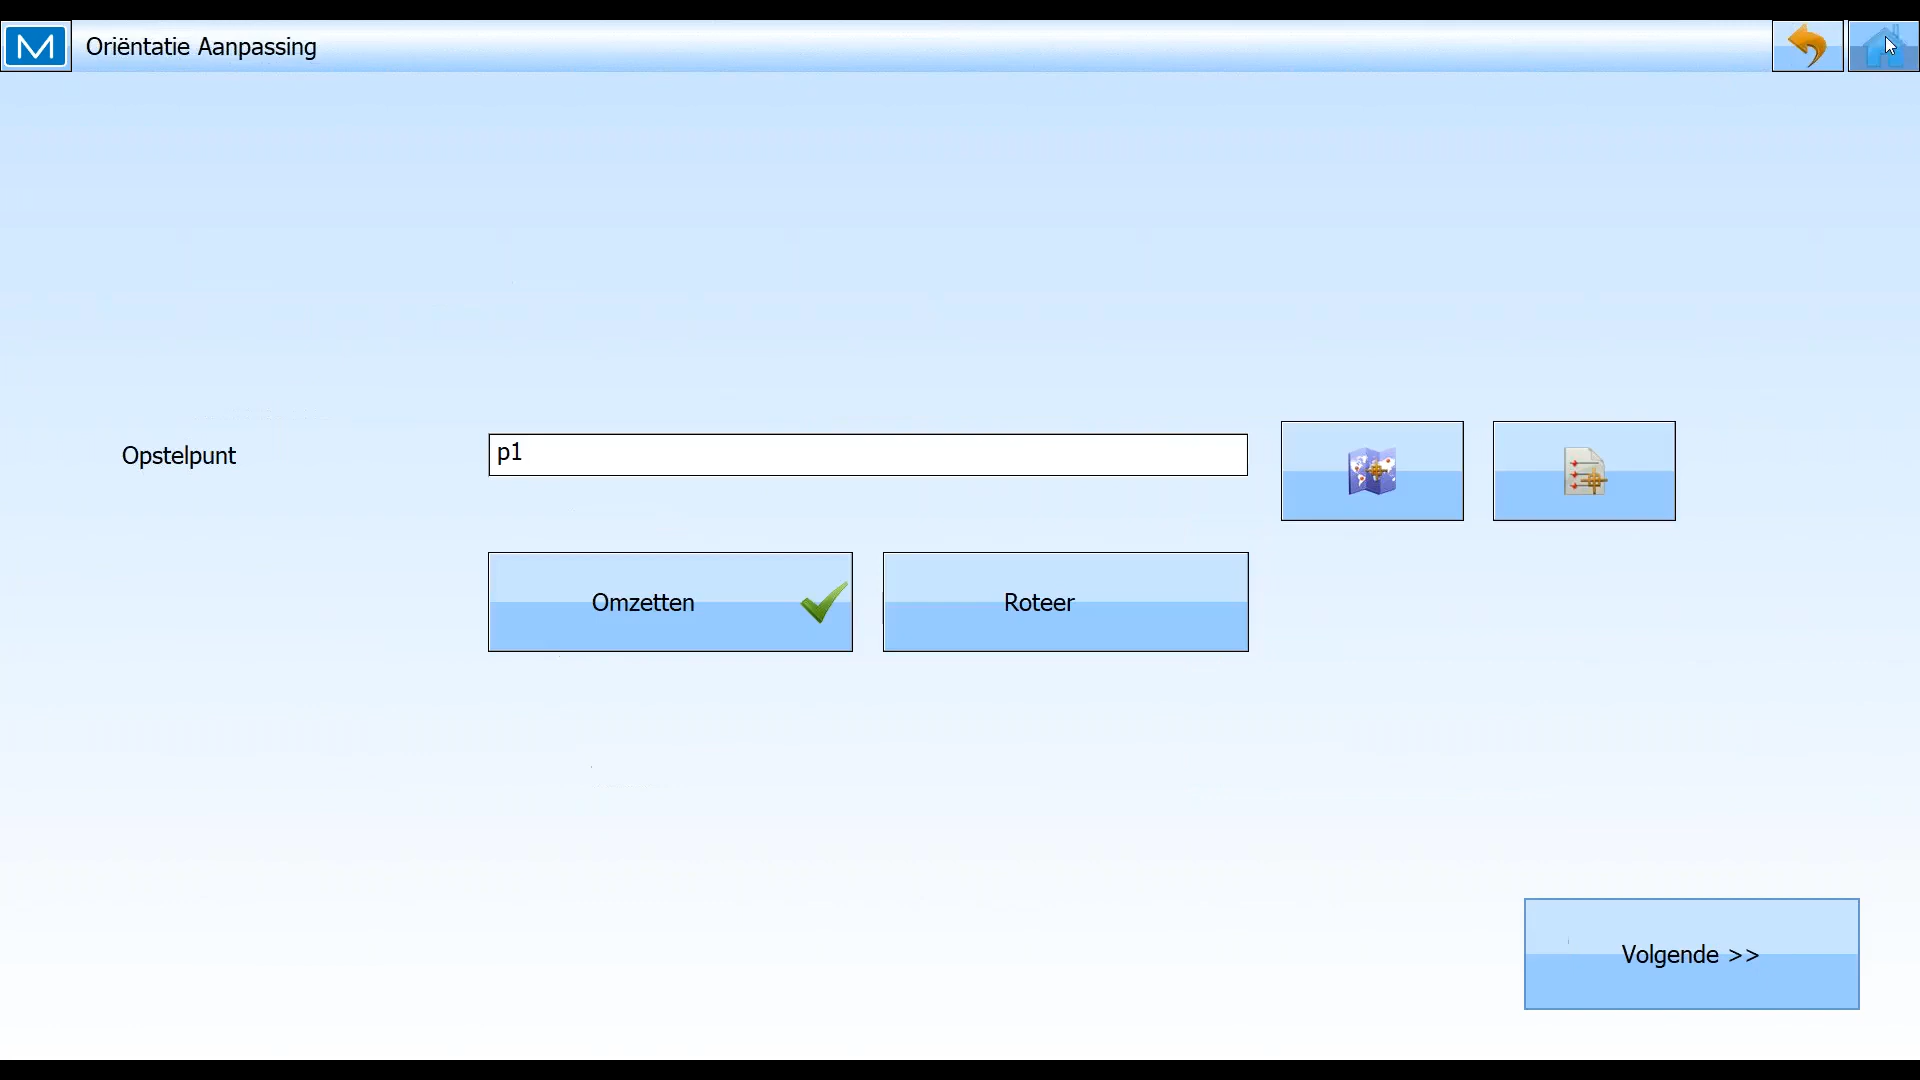 M
Oriëntatie Aanpassing
Opstelpunt
p1
Omzetten
Roteer
Volgende >>